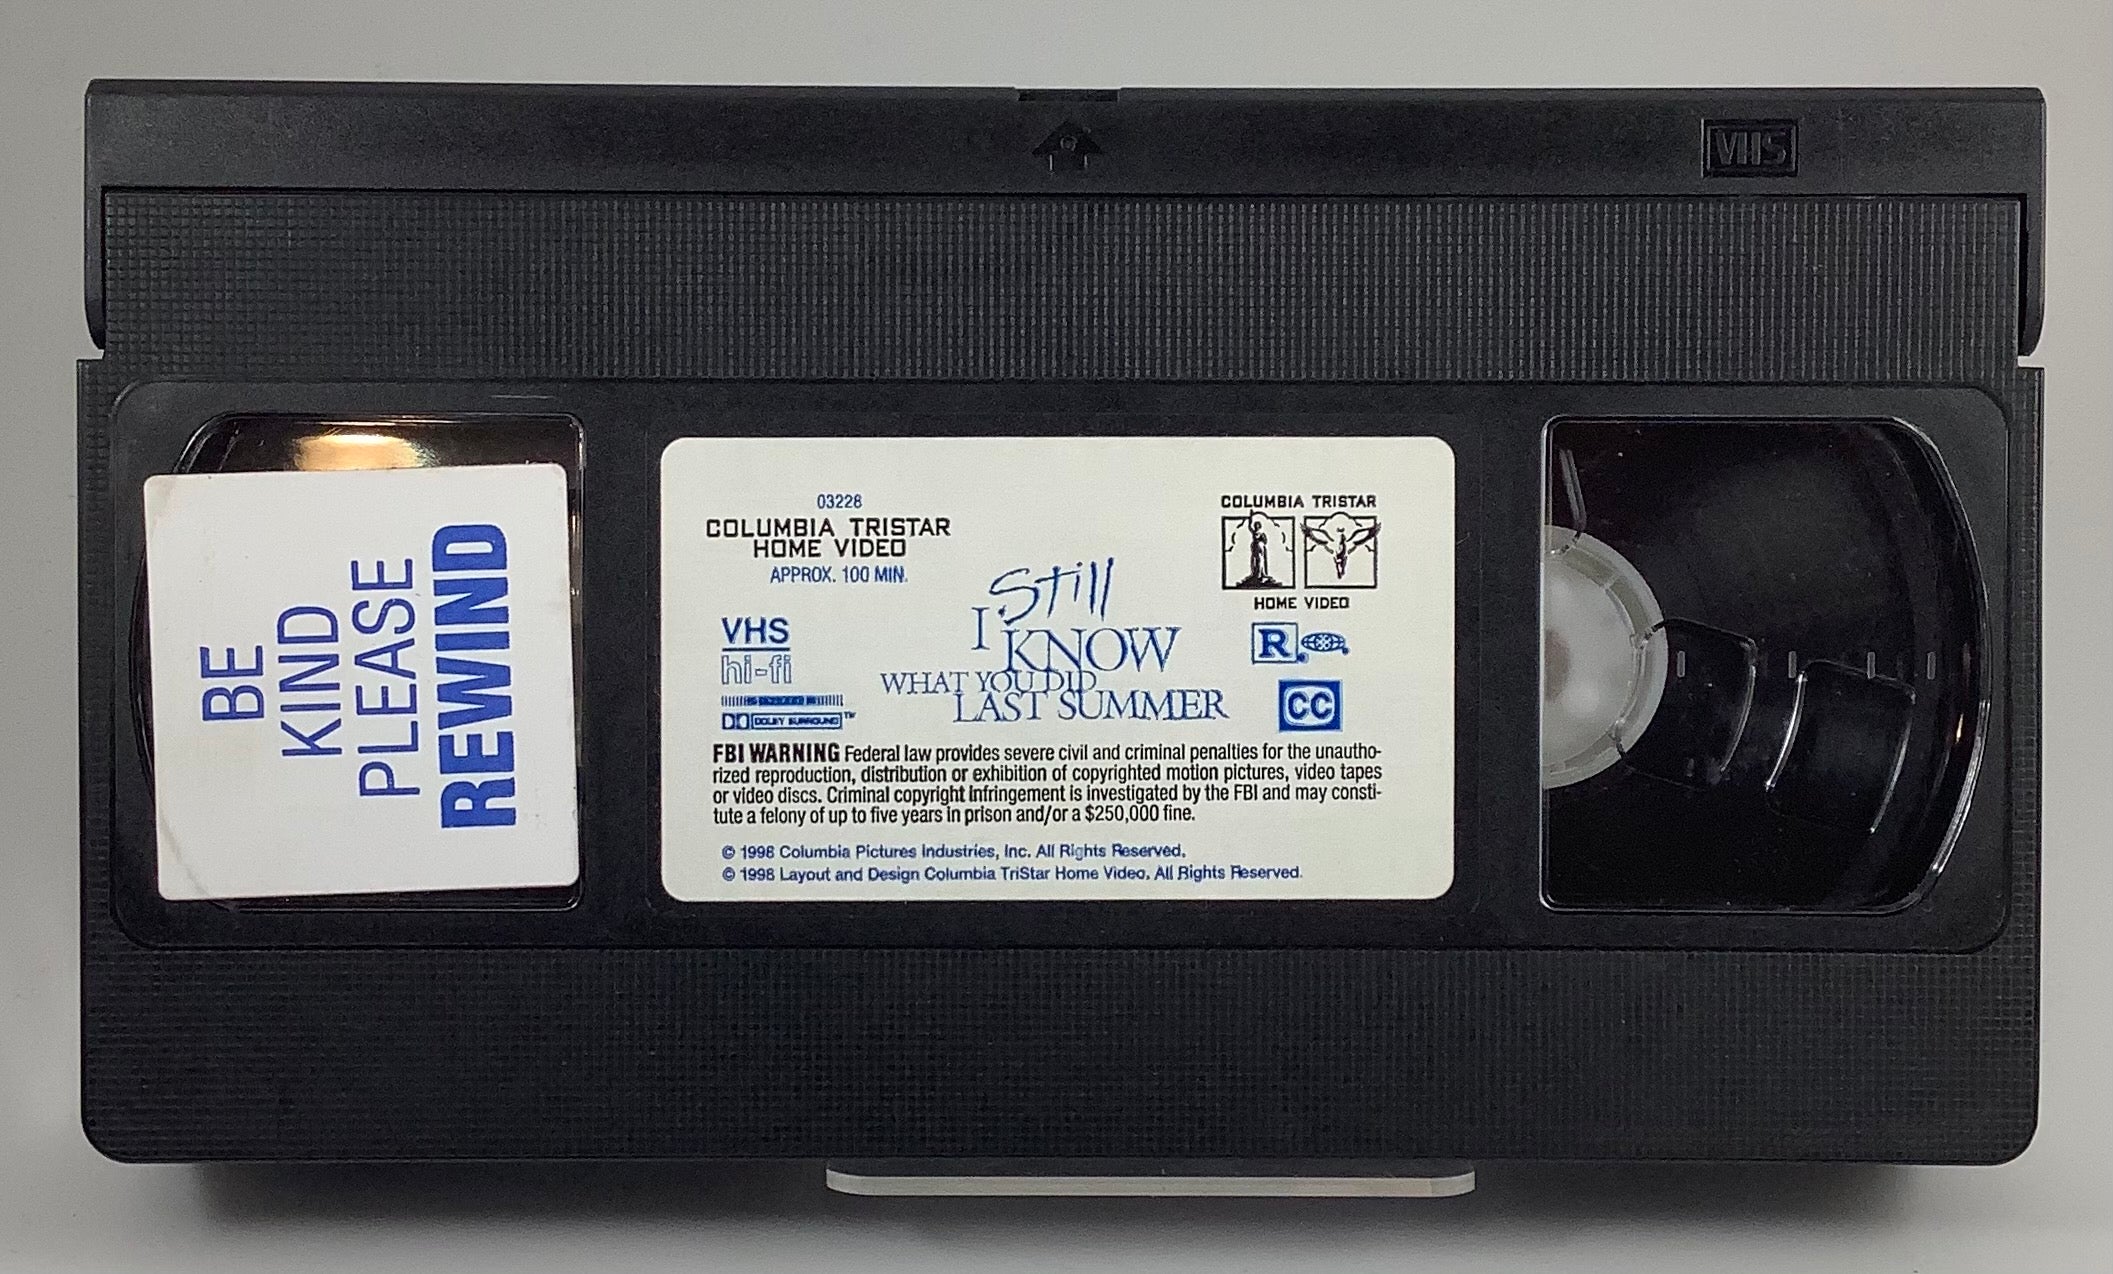 VHS
BE
KIND
PLEASE
REWIND
03228
COLUMBIA TRISTAR
HOME VIDEO
APPROX. 100 MIN.
VHS
hi-fi
DOLBY SURROUND™
Still
I KNOW
WHAT YOU DID
LAST SUMMER
COLUMBIA TRISTAR
HOME VIDEO
R
CC
FBI WARNING Federal law provides severe civil and criminal penalties for the unautho-
rized reproduction, distribution or exhibition of copyrighted motion pictures, video tapes
or video discs. Criminal copyright infringement is investigated by the FBI and may consti-
tute a felony of up to five years in prison and/or a $250,000 fine.
© 1998 Columbia Pictures Industries, Inc. All Rights Reserved.
© 1998 Layout and Design Columbia TriStar Home Video. All Rights Reserved.